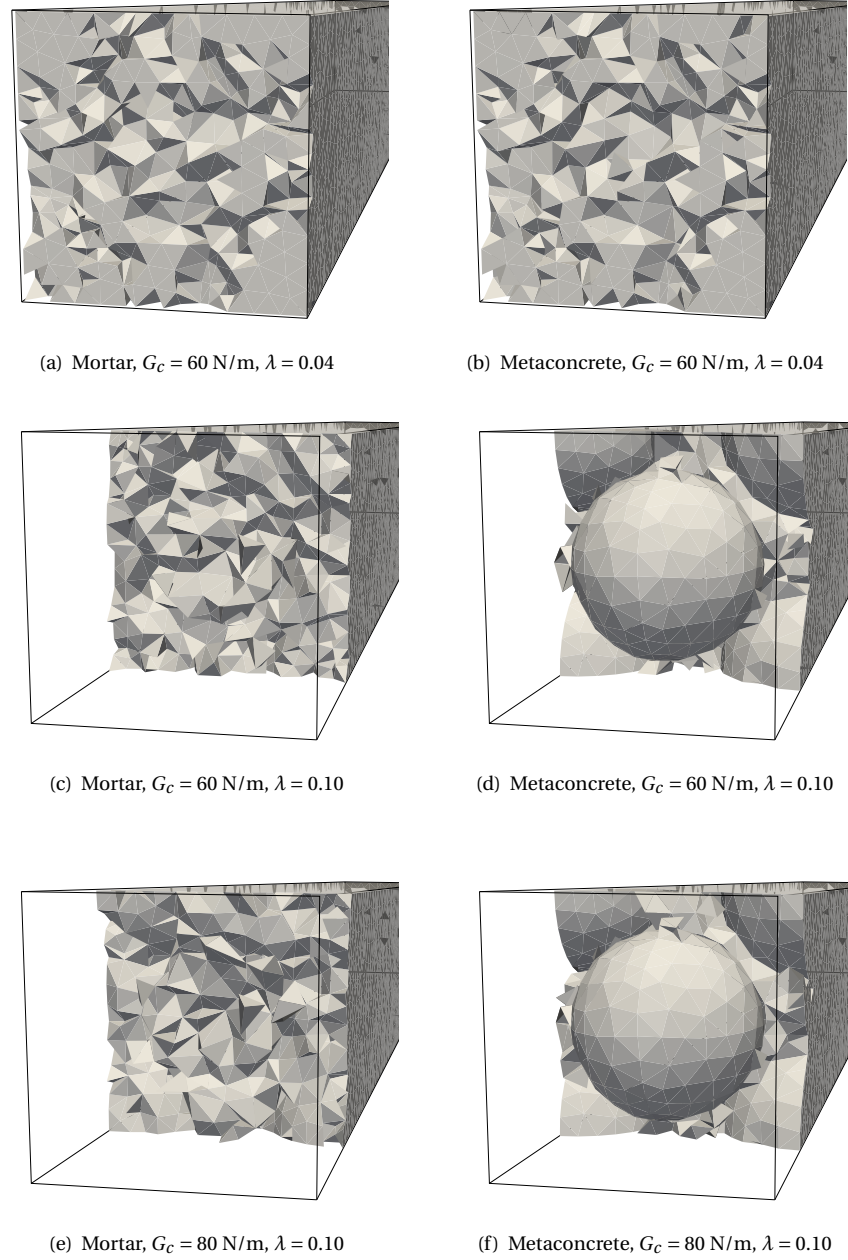 (a) Mortar, G_c = 60 N/m, λ = 0.04
(b) Metaconcrete, G_c = 60 N/m, λ = 0.04
(c) Mortar, G_c = 60 N/m, λ = 0.10
(d) Metaconcrete, G_c = 60 N/m, λ = 0.10
(e) Mortar, G_c = 80 N/m, λ = 0.10
(f) Metaconcrete, G_c = 80 N/m, λ = 0.10